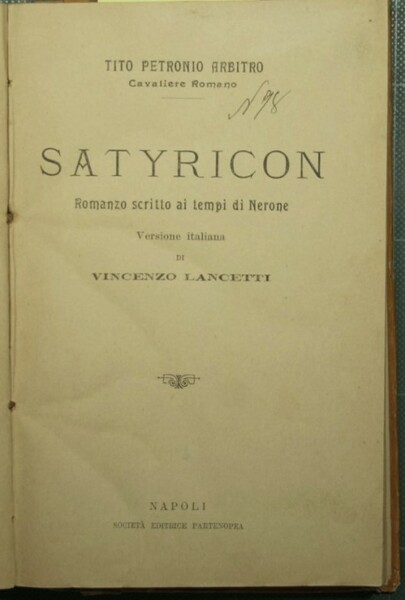 TITO PETRONIO ARBITRO
Cavaliere Romano
N 98
SATYRICON
Romanzo scritto ai tempi di Nerone
Versione italiana
DI
VINCENZO LANCETTI
NAPOLI
SOCIETÀ EDITRICE PARTENOPEA